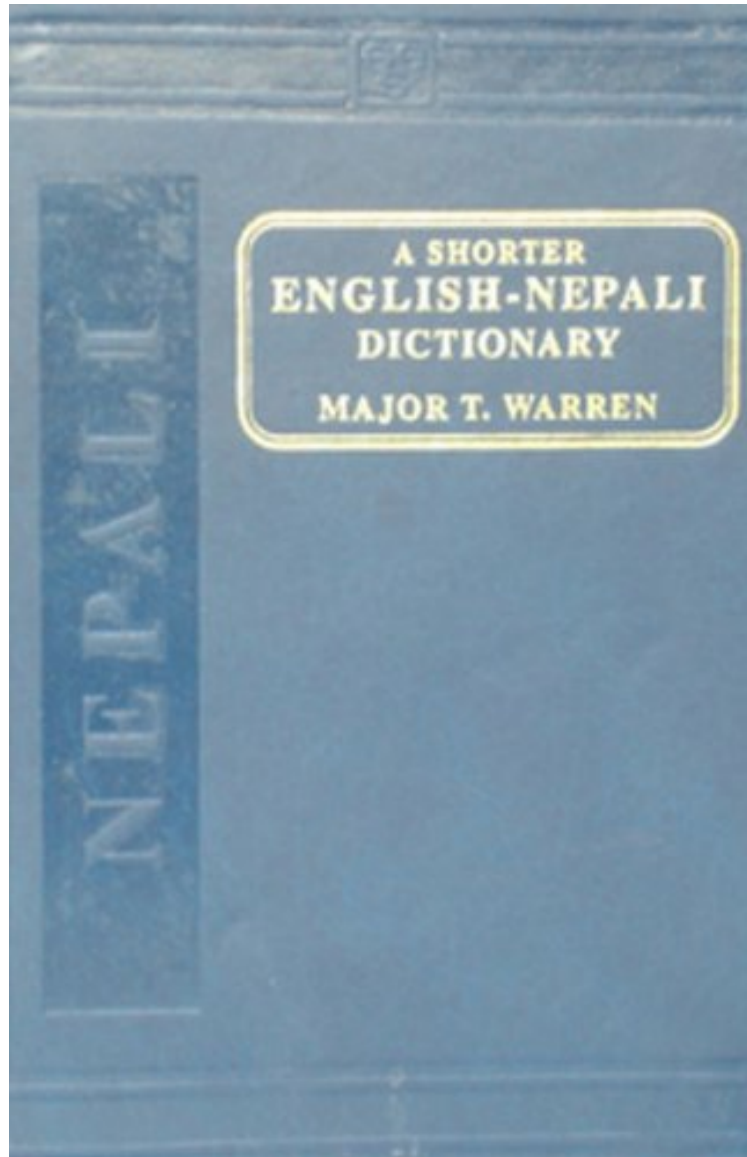 A SHORTER
ENGLISH-NEPALI
DICTIONARY
MAJOR T. WARREN
NEPALI